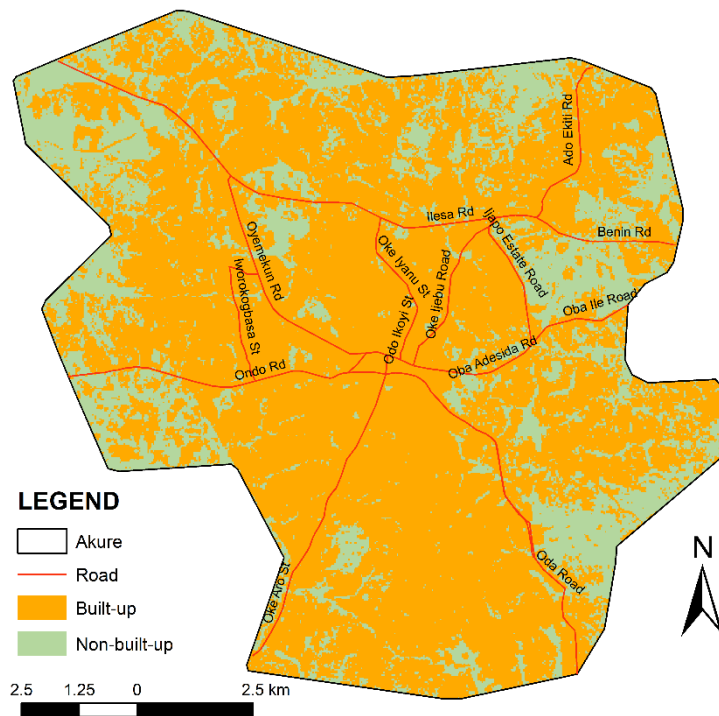 Ado Ekiti Rd
Ilesa Rd
Ijapo Estate Road
Benin Rd
Oyemekun Rd
Oke Iyanu St
Oke Ijebu Road
Oba Ile Road
Iworokogbasa St
Odo Ikoyi St
Ondo Rd
Oba Adesida Rd
LEGEND
Akure
Road
Built-up
Non-built-up
Oke Aro St
Oda Road
N
2.5 1.25 0 2.5 km